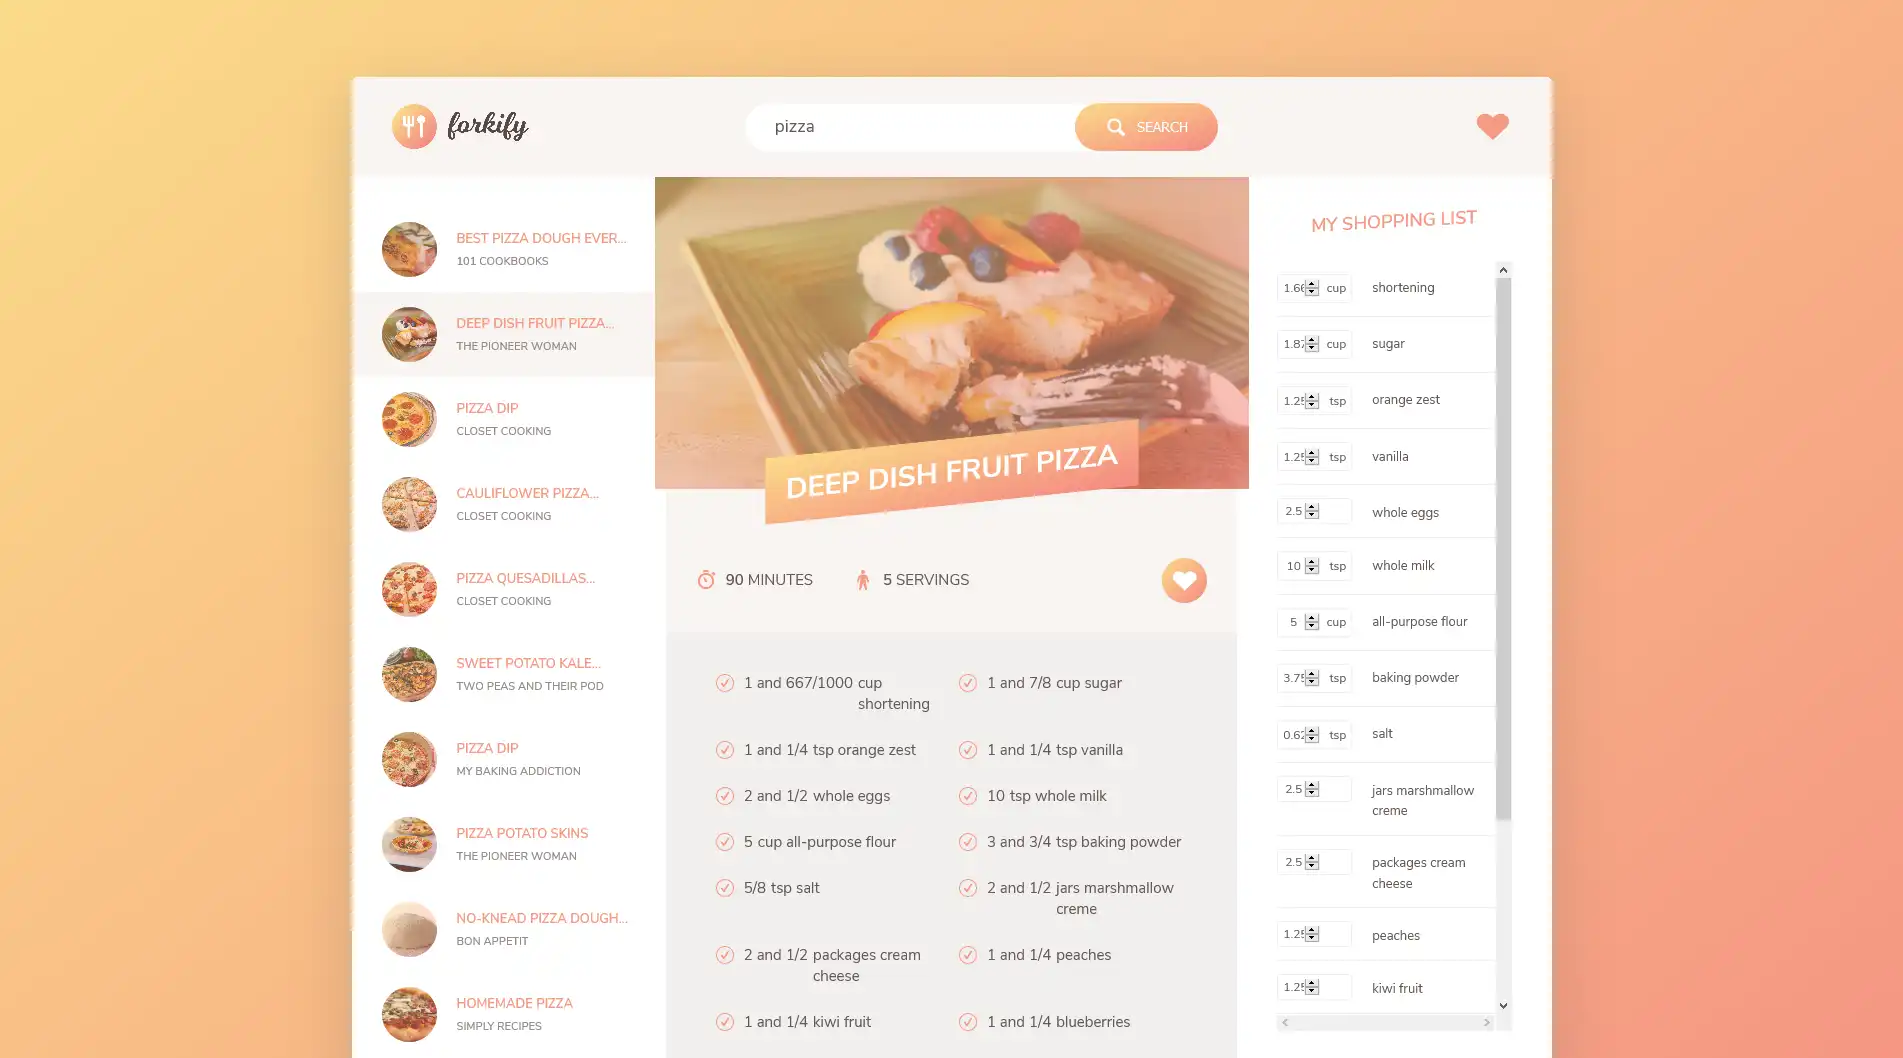 forkify
pizza
SEARCH
BEST PIZZA DOUGH EVER...
101 COOKBOOKS
DEEP DISH FRUIT PIZZA...
THE PIONEER WOMAN
PIZZA DIP
CLOSET COOKING
CAULIFLOWER PIZZA...
CLOSET COOKING
PIZZA QUESADILLAS...
CLOSET COOKING
SWEET POTATO KALE...
TWO PEAS AND THEIR POD
PIZZA DIP
MY BAKING ADDICTION
PIZZA POTATO SKINS
THE PIONEER WOMAN
NO-KNEAD PIZZA DOUGH...
BON APPETIT
HOMEMADE PIZZA
SIMPLY RECIPES
DEEP DISH FRUIT PIZZA
90 MINUTES
5 SERVINGS
1 and 667/1000 cup
shortening
1 and 7/8 cup sugar
1 and 1/4 tsp orange zest
1 and 1/4 tsp vanilla
2 and 1/2 whole eggs
10 tsp whole milk
5 cup all-purpose flour
3 and 3/4 tsp baking powder
5/8 tsp salt
2 and 1/2 jars marshmallow
creme
2 and 1/2 packages cream
cheese
1 and 1/4 peaches
1 and 1/4 kiwi fruit
1 and 1/4 blueberries
MY SHOPPING LIST
1.66 cup shortening
1.87 cup sugar
1.25 tsp orange zest
1.25 tsp vanilla
2.5 whole eggs
10 tsp whole milk
5 cup all-purpose flour
3.75 tsp baking powder
0.62 tsp salt
2.5 jars marshmallow
creme
2.5 packages cream
cheese
1.25 peaches
1.25 kiwi fruit